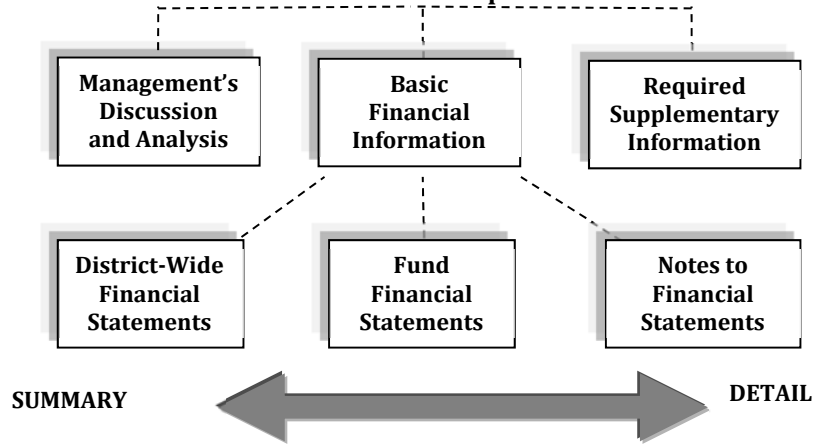 Management's
Discussion
and Analysis
Basic
Financial
Information
Required
Supplementary
Information
District-Wide
Financial
Statements
Fund
Financial
Statements
Notes to
Financial
Statements
SUMMARY
DETAIL